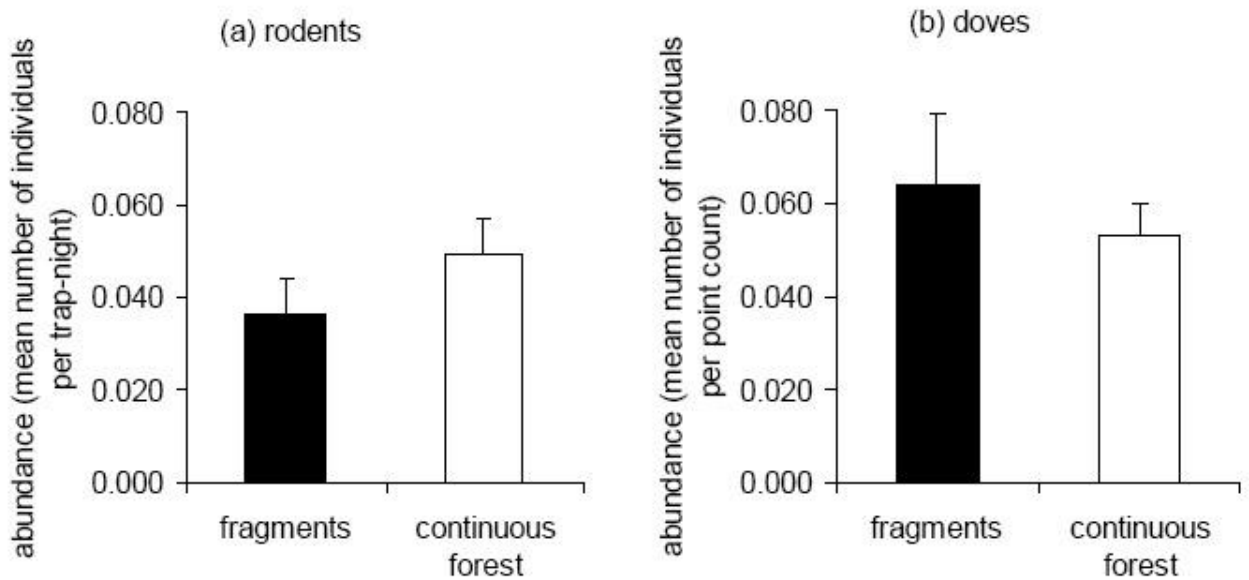 (a) rodents
abundance (mean number of individuals
per trap-night)
0.080
0.060
0.040
0.020
0.000
fragments
continuous
forest
(b) doves
abundance (mean number of individuals
per point count)
0.080
0.060
0.040
0.020
0.000
fragments
continuous
forest